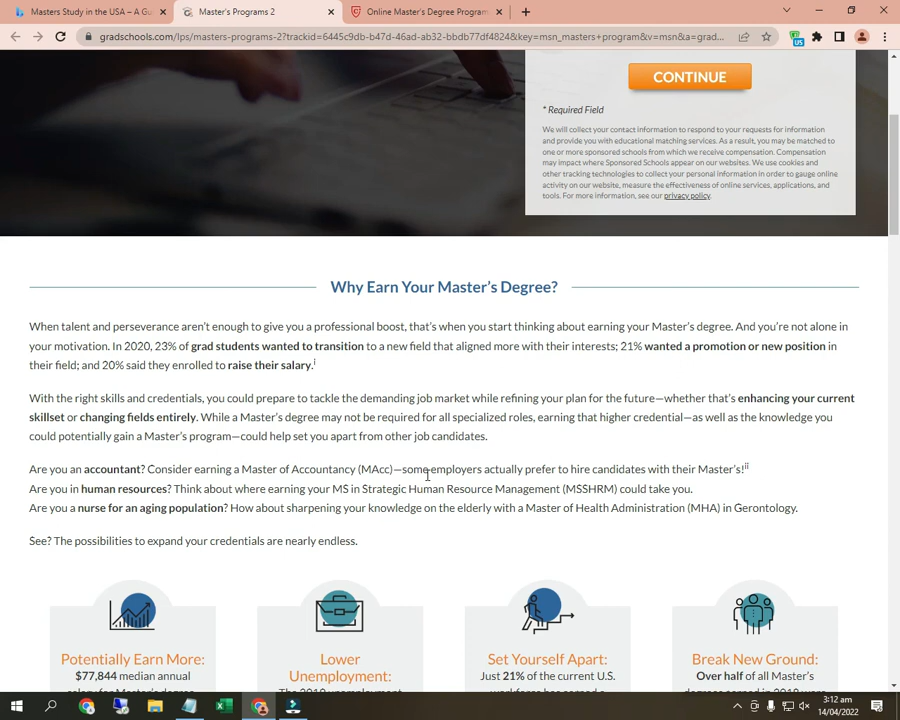 Masters Study in the USA – A Gu
Master's Programs 2
Online Master's Degree Program
gradschools.com/lps/masters-programs-2?trackid=6445c9db-b47d-46ad-ab32-bbdb77df4824&key=msn_masters+program&v=msn&a=grad...
US
CONTINUE
* Required Field
We will collect your contact information to respond to your requests for information
and provide you with educational matching services. As a result, you may be matched to
one or more sponsored schools from which we receive compensation. Compensation
may impact where Sponsored Schools appear on our websites. We use cookies and
other tracking technologies to collect your personal information in order to gauge online
activity on our website, measure the effectiveness of online services, applications, and
tools. For more information, see our privacy policy.
Why Earn Your Master's Degree?
When talent and perseverance aren't enough to give you a professional boost, that's when you start thinking about earning your Master's degree. And you're not alone in
your motivation. In 2020, 23% of grad students wanted to transition to a new field that aligned more with their interests; 21% wanted a promotion or new position in
their field; and 20% said they enrolled to raise their salary.i
With the right skills and credentials, you could prepare to tackle the demanding job market while refining your plan for the future—whether that's enhancing your current
skillset or changing fields entirely. While a Master's degree may not be required for all specialized roles, earning that higher credential—as well as the knowledge you
could potentially gain a Master's program—could help set you apart from other job candidates.
Are you an accountant? Consider earning a Master of Accountancy (MAcc)—some employers actually prefer to hire candidates with their Master's!ii
Are you in human resources? Think about where earning your MS in Strategic Human Resource Management (MSSHRM) could take you.
Are you a nurse for an aging population? How about sharpening your knowledge on the elderly with a Master of Health Administration (MHA) in Gerontology.
See? The possibilities to expand your credentials are nearly endless.
Potentially Earn More:
$77,844 median annual
Lower
Unemployment:
The 2019 unemployment
Set Yourself Apart:
Just 21% of the current U.S.
Break New Ground:
Over half of all Master's
3:12 am
14/04/2022